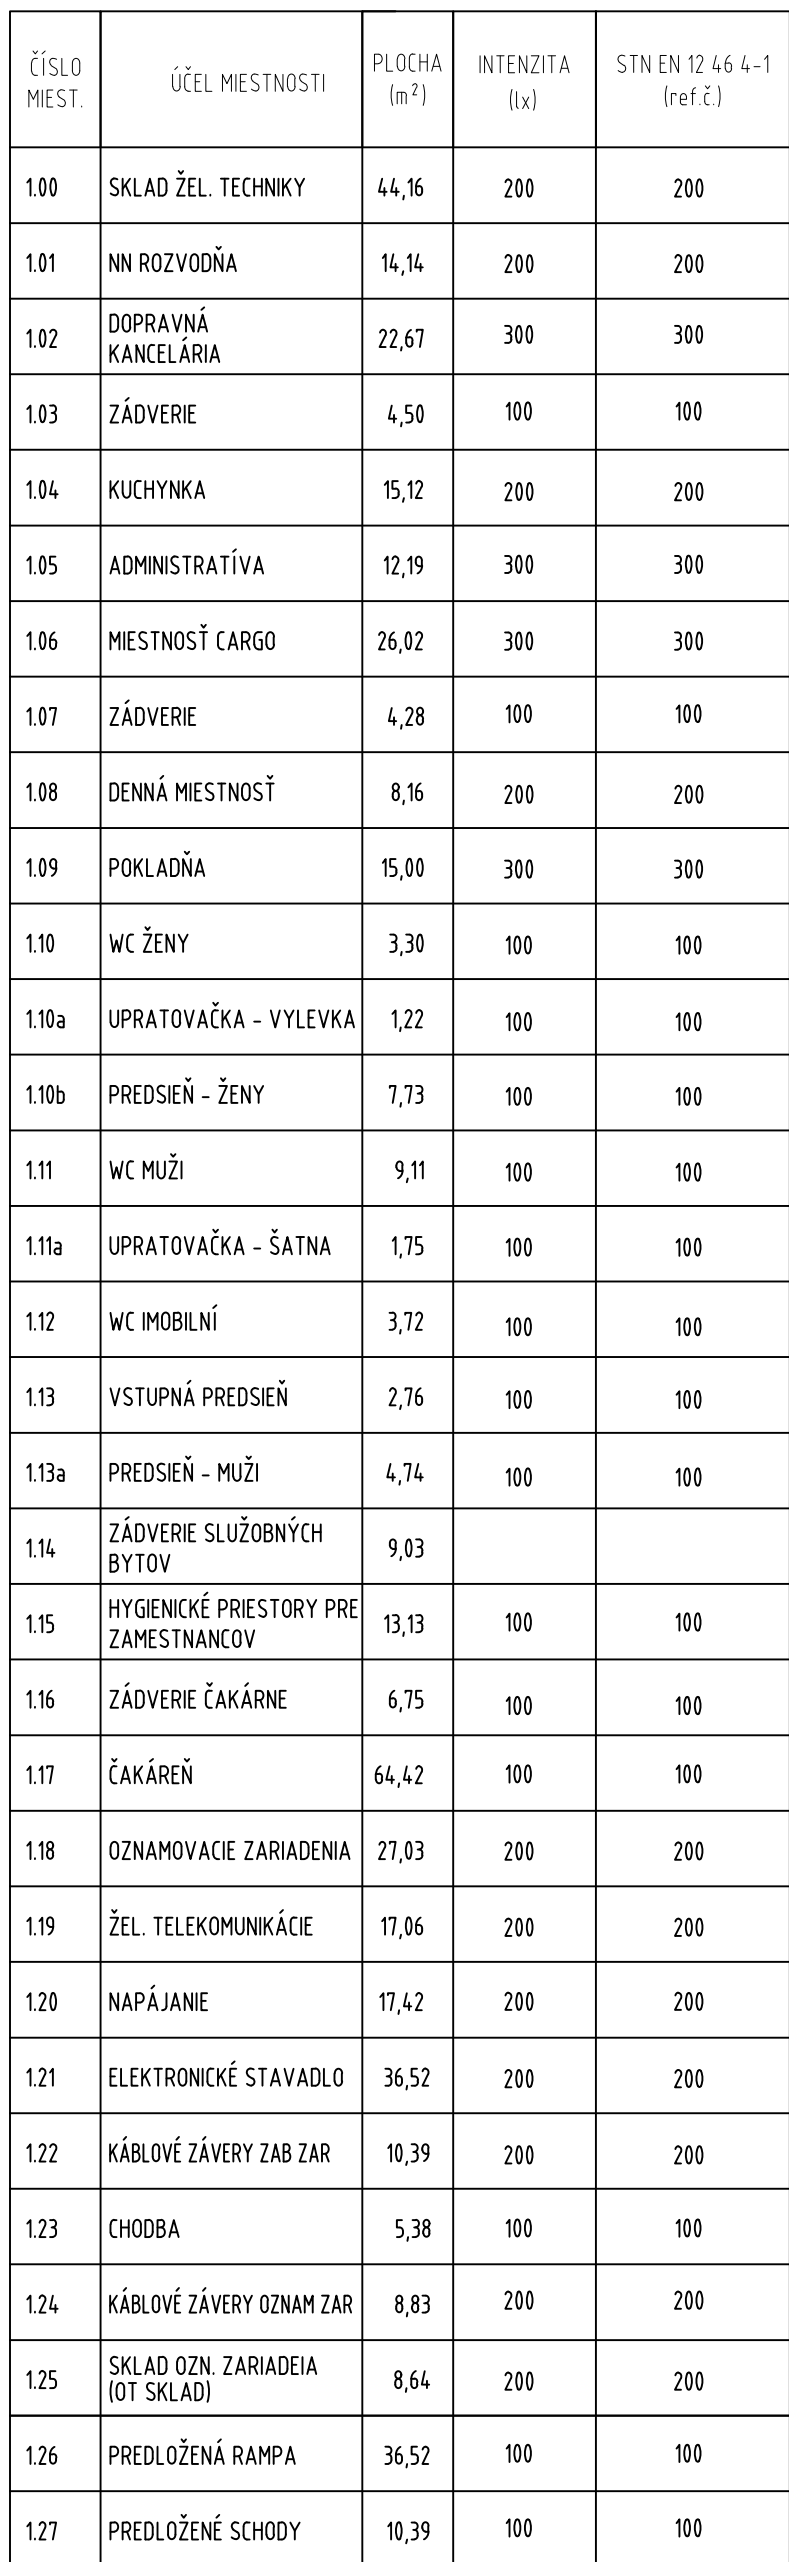 ČÍSLO MIEST. ÚČEL MIESTNOSTI PLOCHA (m²) INTENZITA (lx) STN EN 12 46 4-1 (ref.č.)
1.00 SKLAD ŽEL. TECHNIKY 44,16 200 200
1.01 NN ROZVODŇA 14,14 200 200
1.02 DOPRAVNÁ KANCELÁRIA 22,67 300 300
1.03 ZÁDVERIE 4,50 100 100
1.04 KUCHYNKA 15,12 200 200
1.05 ADMINISTRATÍVA 12,19 300 300
1.06 MIESTNOSŤ CARGO 26,02 300 300
1.07 ZÁDVERIE 4,28 100 100
1.08 DENNÁ MIESTNOSŤ 8,16 200 200
1.09 POKLADŇA 15,00 300 300
1.10 WC ŽENY 3,30 100 100
1.10a UPRATOVAČKA - VYLEVKA 1,22 100 100
1.10b PREDSIEŇ - ŽENY 7,73 100 100
1.11 WC MUŽI 9,11 100 100
1.11a UPRATOVAČKA - ŠATNA 1,75 100 100
1.12 WC IMOBILNÍ 3,72 100 100
1.13 VSTUPNÁ PREDSIEŇ 2,76 100 100
1.13a PREDSIEŇ - MUŽI 4,74 100 100
1.14 ZÁDVERIE SLUŽOBNÝCH BYTOV 9,03
1.15 HYGIENICKÉ PRIESTORY PRE ZAMESTNANCOV 13,13 100 100
1.16 ZÁDVERIE ČAKÁRNE 6,75 100 100
1.17 ČAKÁREŇ 64,42 100 100
1.18 OZNAMOVACIE ZARIADENIA 27,03 200 200
1.19 ŽEL. TELEKOMUNIKÁCIE 17,06 200 200
1.20 NAPÁJANIE 17,42 200 200
1.21 ELEKTRONICKÉ STAVADLO 36,52 200 200
1.22 KÁBLOVÉ ZÁVERY ZAB ZAR 10,39 200 200
1.23 CHODBA 5,38 100 100
1.24 KÁBLOVÉ ZÁVERY OZNAM ZAR 8,83 200 200
1.25 SKLAD OZN. ZARIADEIA (OT SKLAD) 8,64 200 200
1.26 PREDLOŽENÁ RAMPA 36,52 100 100
1.27 PREDLOŽENÉ SCHODY 10,39 100 100